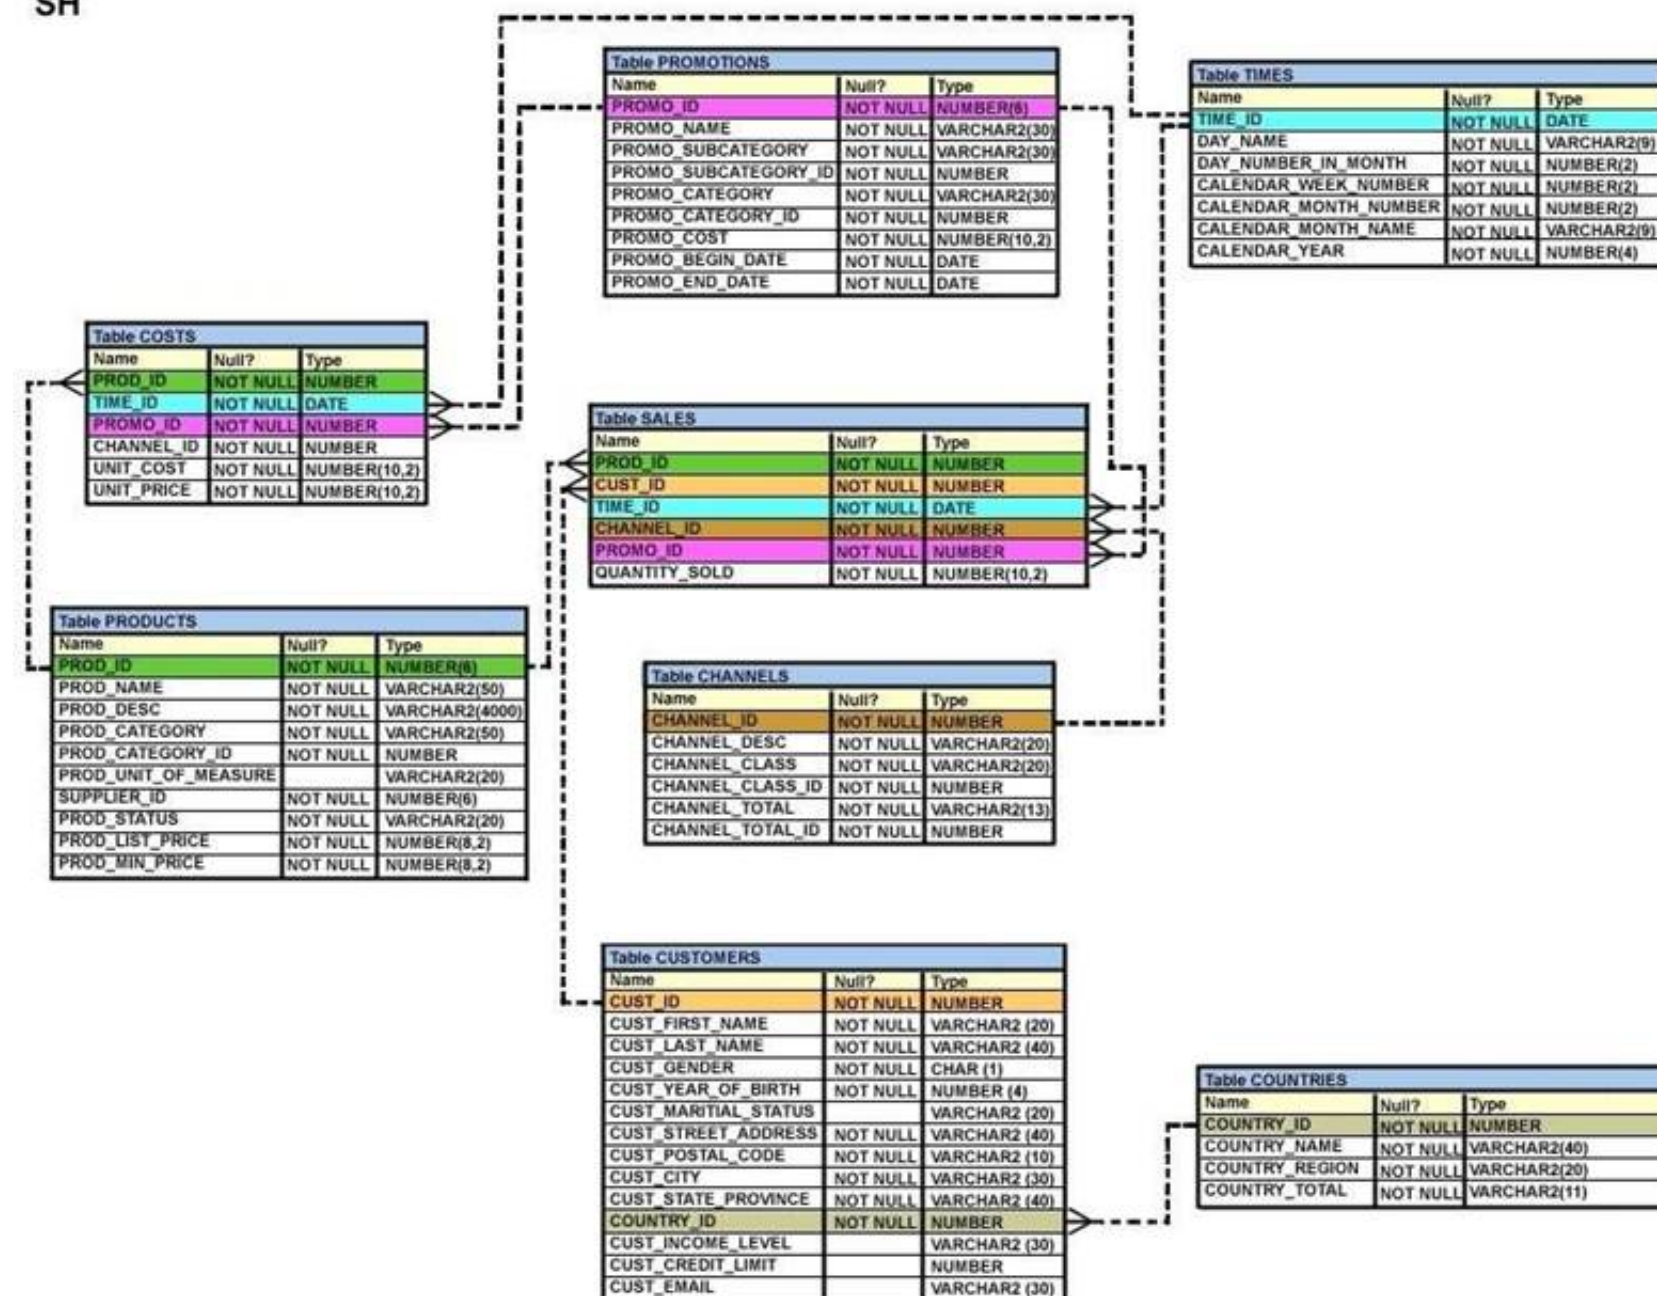 SH
Table PROMOTIONS
Name Null? Type
PROMO_ID NOT NULL NUMBER(6)
PROMO_NAME NOT NULL VARCHAR2(30)
PROMO_SUBCATEGORY NOT NULL VARCHAR2(30)
PROMO_SUBCATEGORY_ID NOT NULL NUMBER
PROMO_CATEGORY NOT NULL VARCHAR2(30)
PROMO_CATEGORY_ID NOT NULL NUMBER
PROMO_COST NOT NULL NUMBER(10,2)
PROMO_BEGIN_DATE NOT NULL DATE
PROMO_END_DATE NOT NULL DATE
Table TIMES
Name Null? Type
TIME_ID NOT NULL DATE
DAY_NAME NOT NULL VARCHAR2(9)
DAY_NUMBER_IN_MONTH NOT NULL NUMBER(2)
CALENDAR_WEEK_NUMBER NOT NULL NUMBER(2)
CALENDAR_MONTH_NUMBER NOT NULL NUMBER(2)
CALENDAR_MONTH_NAME NOT NULL VARCHAR2(9)
CALENDAR_YEAR NOT NULL NUMBER(4)
Table COSTS
Name Null? Type
PROD_ID NOT NULL NUMBER
TIME_ID NOT NULL DATE
PROMO_ID NOT NULL NUMBER
CHANNEL_ID NOT NULL NUMBER
UNIT_COST NOT NULL NUMBER(10,2)
UNIT_PRICE NOT NULL NUMBER(10,2)
Table SALES
Name Null? Type
PROD_ID NOT NULL NUMBER
CUST_ID NOT NULL NUMBER
TIME_ID NOT NULL DATE
CHANNEL_ID NOT NULL NUMBER
PROMO_ID NOT NULL NUMBER
QUANTITY_SOLD NOT NULL NUMBER(10,2)
Table PRODUCTS
Name Null? Type
PROD_ID NOT NULL NUMBER(6)
PROD_NAME NOT NULL VARCHAR2(50)
PROD_DESC NOT NULL VARCHAR2(4000)
PROD_CATEGORY NOT NULL VARCHAR2(50)
PROD_CATEGORY_ID NOT NULL NUMBER
PROD_UNIT_OF_MEASURE VARCHAR2(20)
SUPPLIER_ID NOT NULL NUMBER(6)
PROD_STATUS NOT NULL VARCHAR2(20)
PROD_LIST_PRICE NOT NULL NUMBER(8,2)
PROD_MIN_PRICE NOT NULL NUMBER(8,2)
Table CHANNELS
Name Null? Type
CHANNEL_ID NOT NULL NUMBER
CHANNEL_DESC NOT NULL VARCHAR2(20)
CHANNEL_CLASS NOT NULL VARCHAR2(20)
CHANNEL_CLASS_ID NOT NULL NUMBER
CHANNEL_TOTAL NOT NULL VARCHAR2(13)
CHANNEL_TOTAL_ID NOT NULL NUMBER
Table CUSTOMERS
Name Null? Type
CUST_ID NOT NULL NUMBER
CUST_FIRST_NAME NOT NULL VARCHAR2 (20)
CUST_LAST_NAME NOT NULL VARCHAR2 (40)
CUST_GENDER NOT NULL CHAR (1)
CUST_YEAR_OF_BIRTH NOT NULL NUMBER (4)
CUST_MARITIAL_STATUS VARCHAR2 (20)
CUST_STREET_ADDRESS NOT NULL VARCHAR2 (40)
CUST_POSTAL_CODE NOT NULL VARCHAR2 (10)
CUST_CITY NOT NULL VARCHAR2 (30)
CUST_STATE_PROVINCE NOT NULL VARCHAR2 (40)
COUNTRY_ID NOT NULL NUMBER
CUST_INCOME_LEVEL VARCHAR2 (30)
CUST_CREDIT_LIMIT NUMBER
CUST_EMAIL VARCHAR2 (30)
Table COUNTRIES
Name Null? Type
COUNTRY_ID NOT NULL NUMBER
COUNTRY_NAME NOT NULL VARCHAR2(40)
COUNTRY_REGION NOT NULL VARCHAR2(20)
COUNTRY_TOTAL NOT NULL VARCHAR2(11)